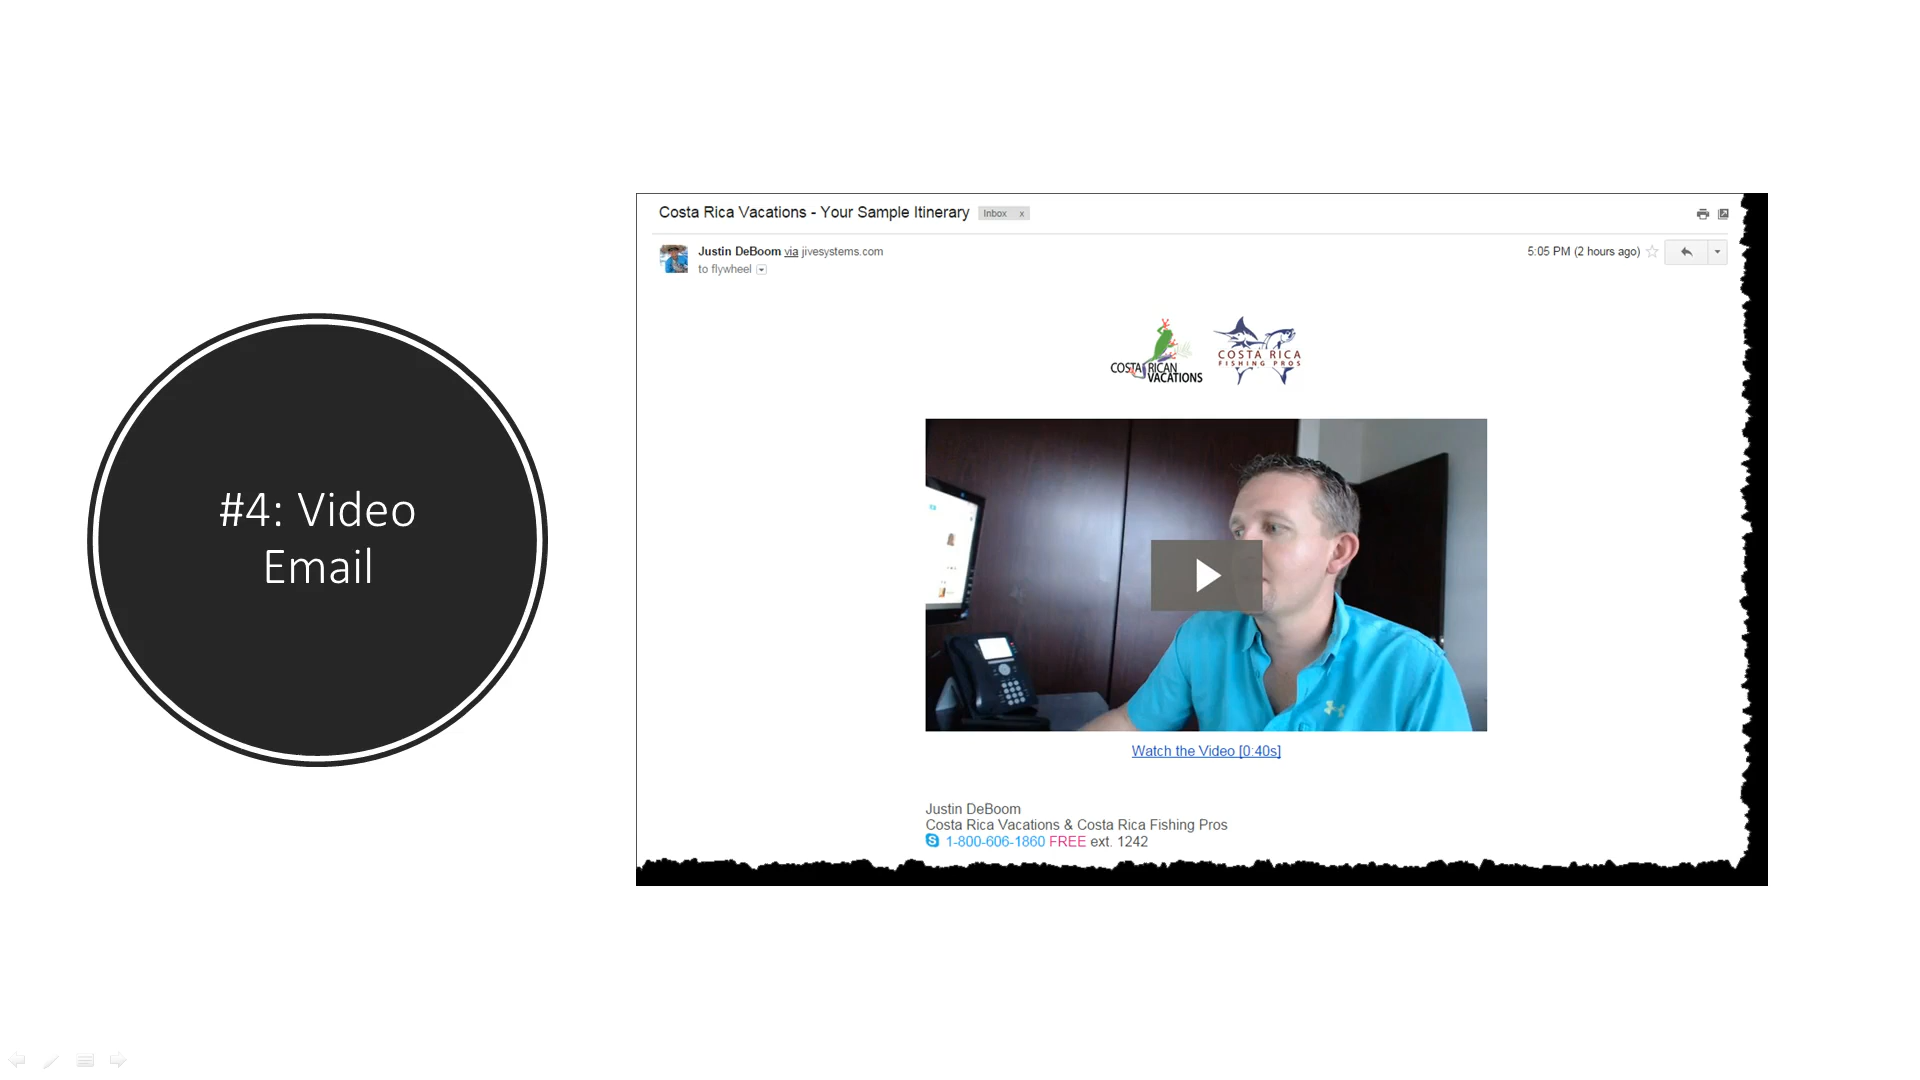 #4: Video
Email
Costa Rica Vacations - Your Sample Itinerary Inbox x
Justin DeBoom via jivesystems.com
5:05 PM (2 hours ago)
to flywheel
COSTA RICAN
VACATIONS
COSTA RICA
FISHING PROS
Watch the Video [0:40s]
Justin DeBoom
Costa Rica Vacations & Costa Rica Fishing Pros
1-800-606-1860 FREE ext. 1242